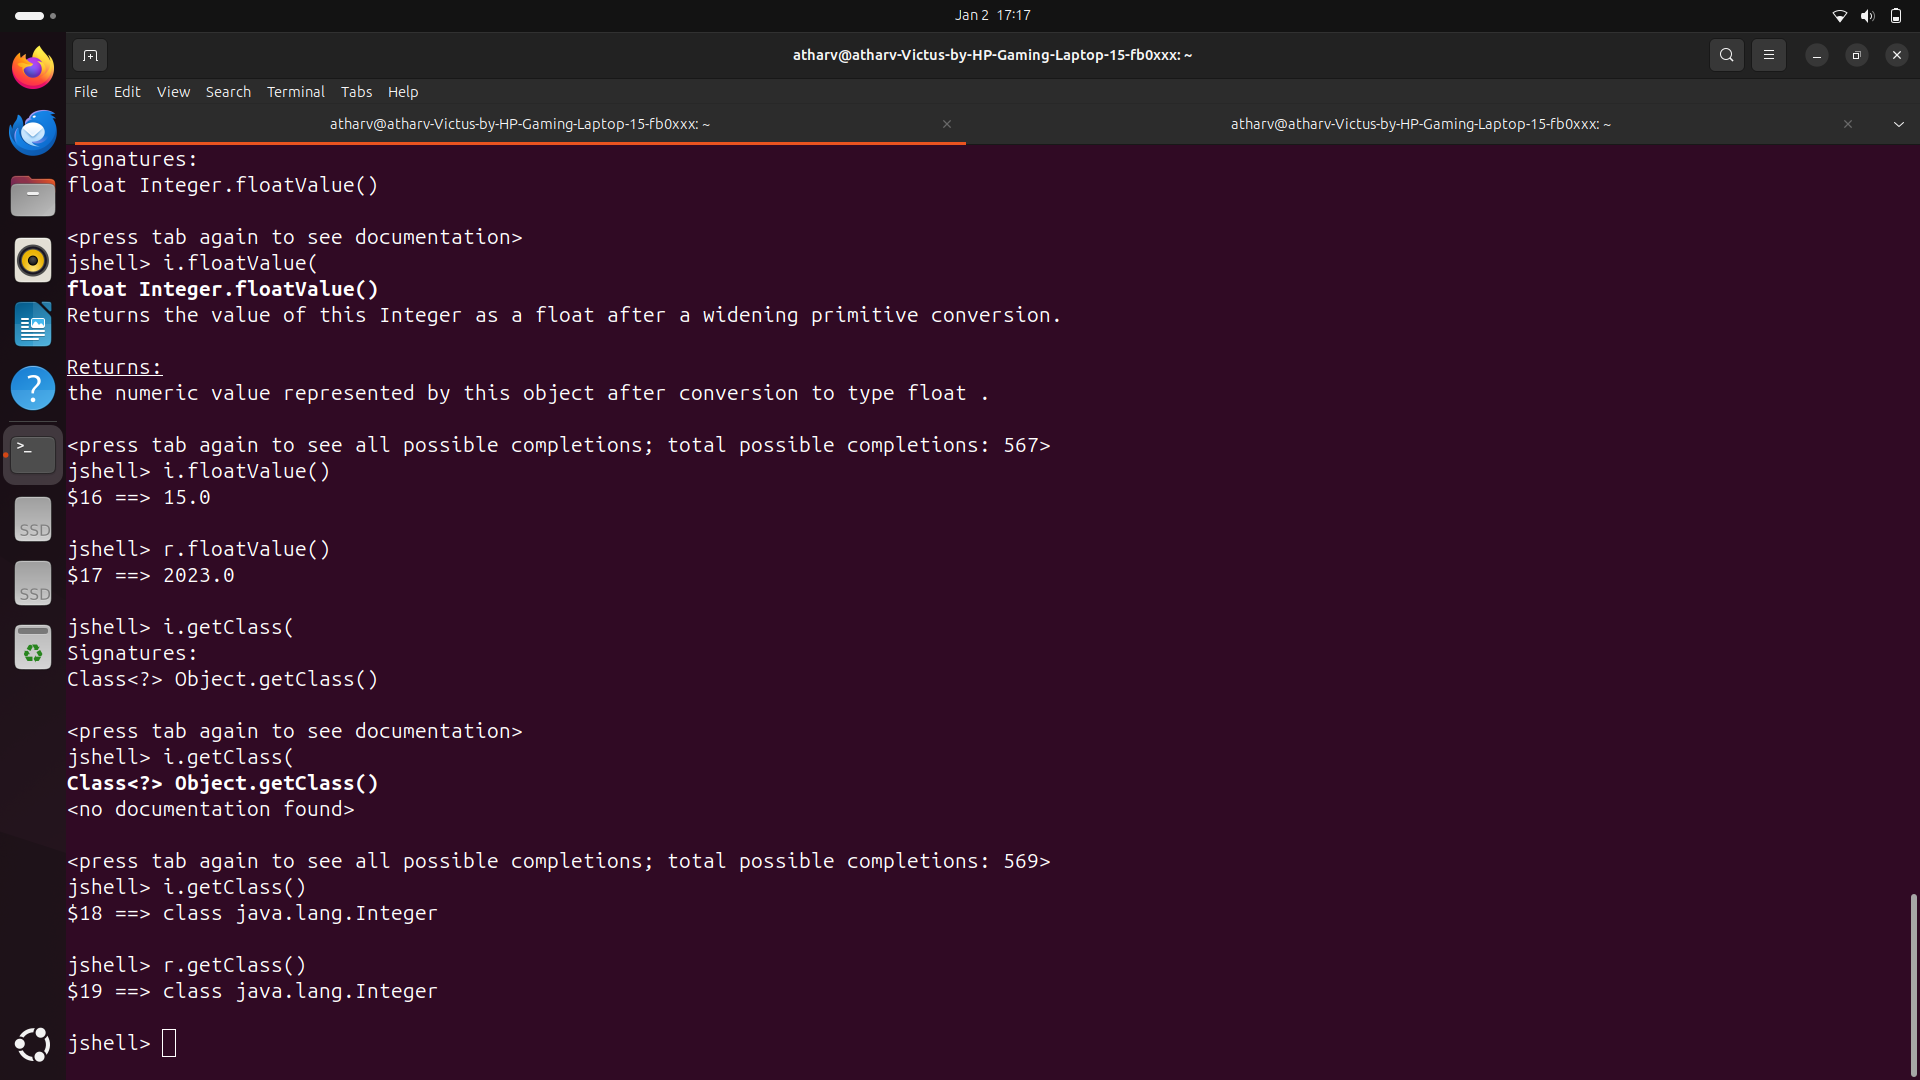 Jan 2 17:17
atharv@atharv-Victus-by-HP-Gaming-Laptop-15-fb0xxx: ~
File Edit View Search Terminal Tabs Help
atharv@atharv-Victus-by-HP-Gaming-Laptop-15-fb0xxx: ~
atharv@atharv-Victus-by-HP-Gaming-Laptop-15-fb0xxx: ~
Signatures:
float Integer.floatValue()
<press tab again to see documentation>
jshell> i.floatValue(
float Integer.floatValue()
Returns the value of this Integer as a float after a widening primitive conversion.
Returns:
the numeric value represented by this object after conversion to type float .
<press tab again to see all possible completions; total possible completions: 567>
jshell> i.floatValue()
$16 ==> 15.0
jshell> r.floatValue()
$17 ==> 2023.0
jshell> i.getClass(
Signatures:
Class<?> Object.getClass()
<press tab again to see documentation>
jshell> i.getClass(
Class<?> Object.getClass()
<no documentation found>
<press tab again to see all possible completions; total possible completions: 569>
jshell> i.getClass()
$18 ==> class java.lang.Integer
jshell> r.getClass()
$19 ==> class java.lang.Integer
jshell>
>_
SSD
SSD